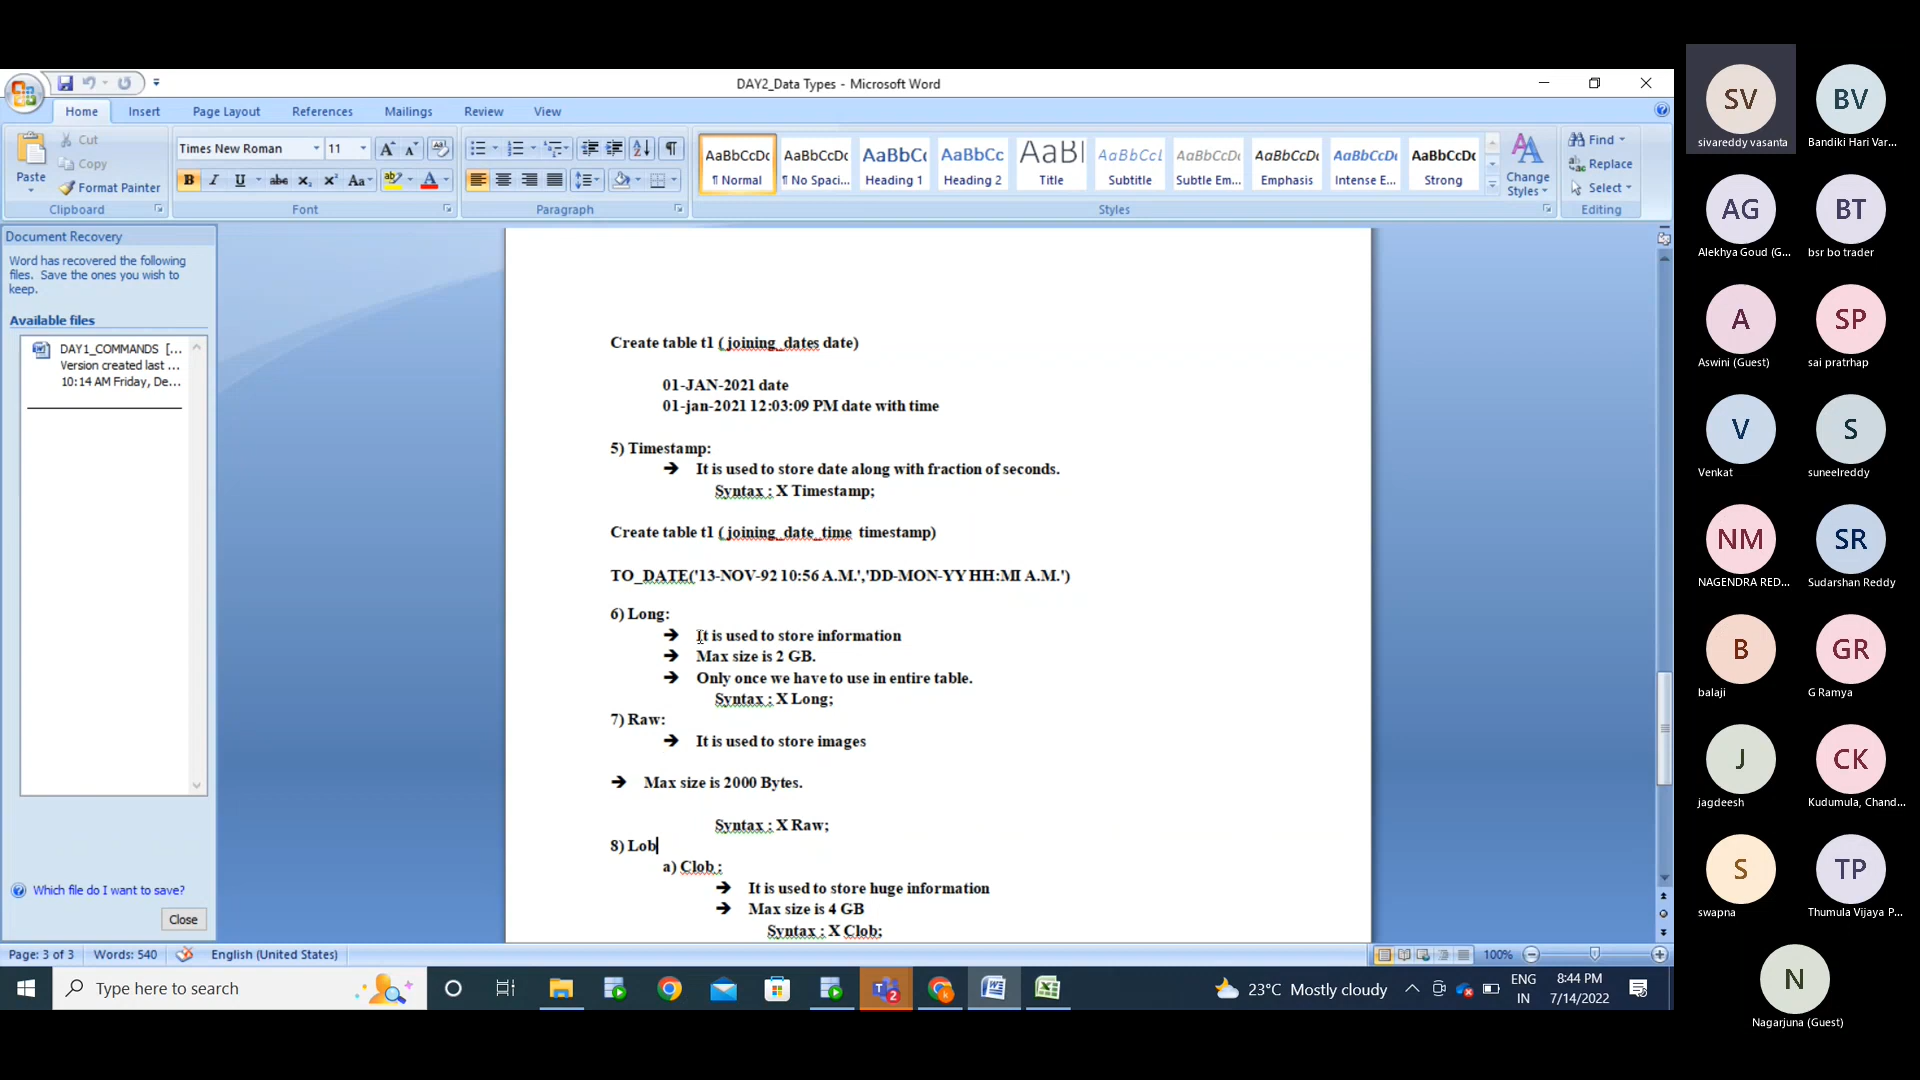 DAY2_Data Types - Microsoft Word
Home Insert Page Layout References Mailings Review View
Paste
Cut
Copy
Format Painter
Clipboard
Times New Roman 11
Font
Paragraph
AaBbCcDc AaBbCcDc AaBbC AaBbCc AaBl AaBbCcL AaBbCcDc AaBbCcDc AaBbCcDc AaBbCcDc
¶ Normal ¶ No Spaci... Heading 1 Heading 2 Title Subtitle Subtle Em... Emphasis Intense E... Strong
Change Styles
Styles
Find
Replace
Select
Editing
Document Recovery
Word has recovered the following
files. Save the ones you wish to
keep.
Available files
DAY1_COMMANDS [...
Version created last ...
10:14 AM Friday, De...
Which file do I want to save?
Close
Create table t1 ( joining_dates date)
01-JAN-2021 date
01-jan-2021 12:03:09 PM date with time
5) Timestamp:
➔ It is used to store date along with fraction of seconds.
Syntax : X Timestamp;
Create table t1 ( joining_date_time timestamp)
TO_DATE('13-NOV-92 10:56 A.M.','DD-MON-YY HH:MI A.M.')
6) Long:
➔ It is used to store information
➔ Max size is 2 GB.
➔ Only once we have to use in entire table.
Syntax : X Long;
7) Raw:
➔ It is used to store images
➔ Max size is 2000 Bytes.
Syntax : X Raw;
8) Lob
a) Clob :
➔ It is used to store huge information
➔ Max size is 4 GB
Syntax : X Clob;
Page: 3 of 3 Words: 540 English (United States) 100%
Type here to search
2
23°C Mostly cloudy
ENG
IN
8:44 PM
7/14/2022
SV BV
sivareddy vasanta Bandiki Hari Var...
AG BT
Alekhya Goud (G... bsr bo trader
A SP
Aswini (Guest) sai pratrhap
V S
Venkat suneelreddy
NM SR
NAGENDRA RED... Sudarshan Reddy
B GR
balaji G Ramya
J CK
jagdeesh Kudumula, Chand...
S TP
swapna Thumula Vijaya P...
N
Nagarjuna (Guest)